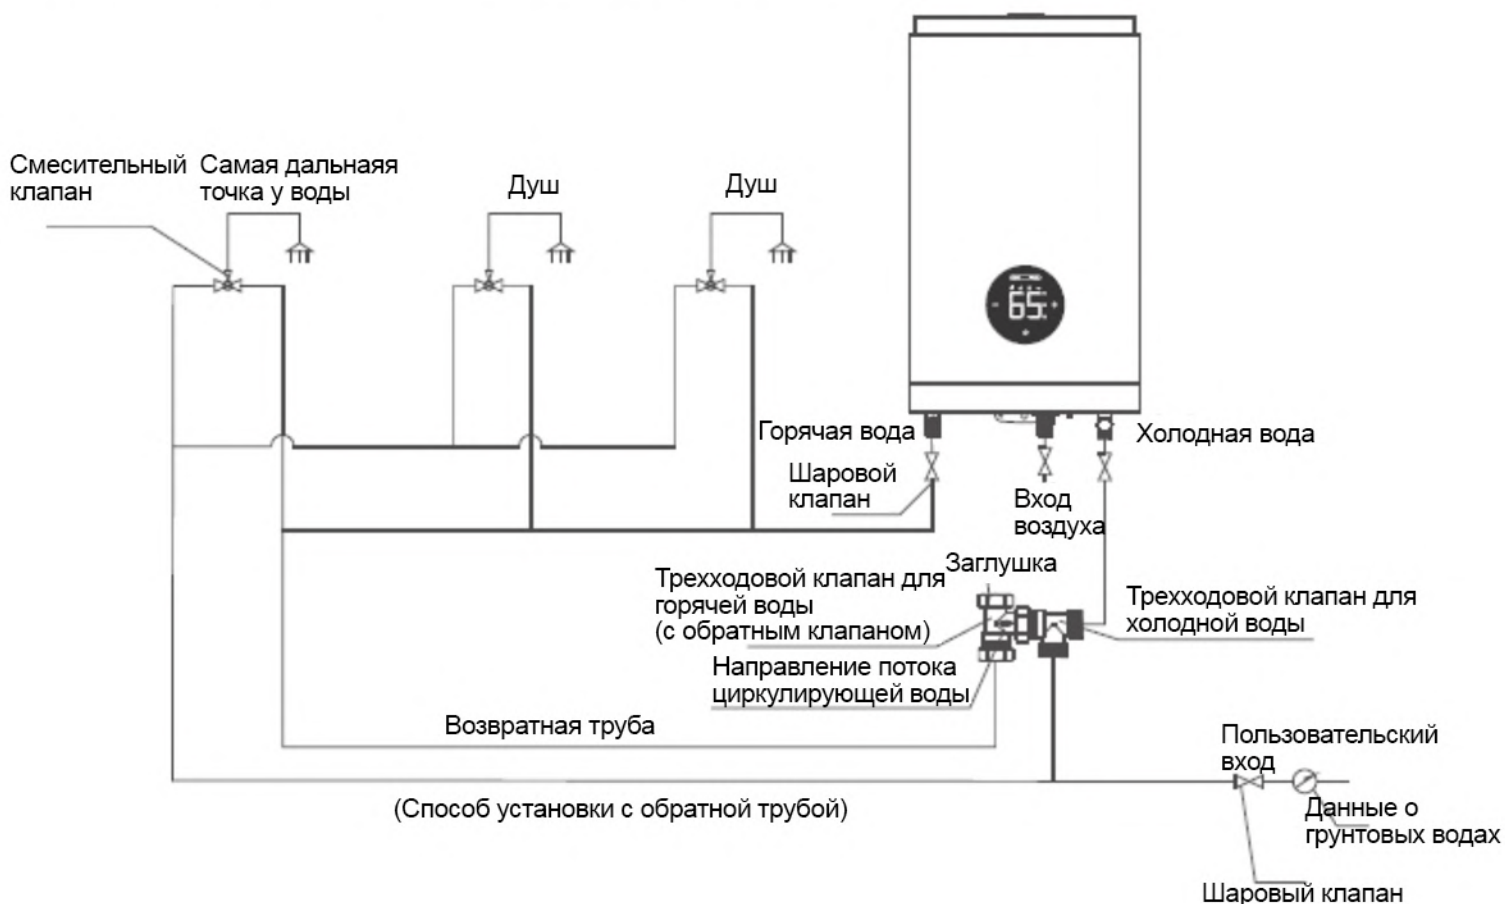 Смесительный
клапан
Самая дальнаяя
точка у воды
Душ
Душ
65
Горячая вода
Холодная вода
Шаровой
клапан
Вход
воздуха
Заглушка
Трехходовой клапан для
горячей воды
(с обратным клапаном)
Трехходовой клапан для
холодной воды
Направление потока
циркулирующей воды
Возвратная труба
Пользовательский
вход
(Способ установки с обратной трубой)
Данные о
грунтовых водах
Шаровый клапан